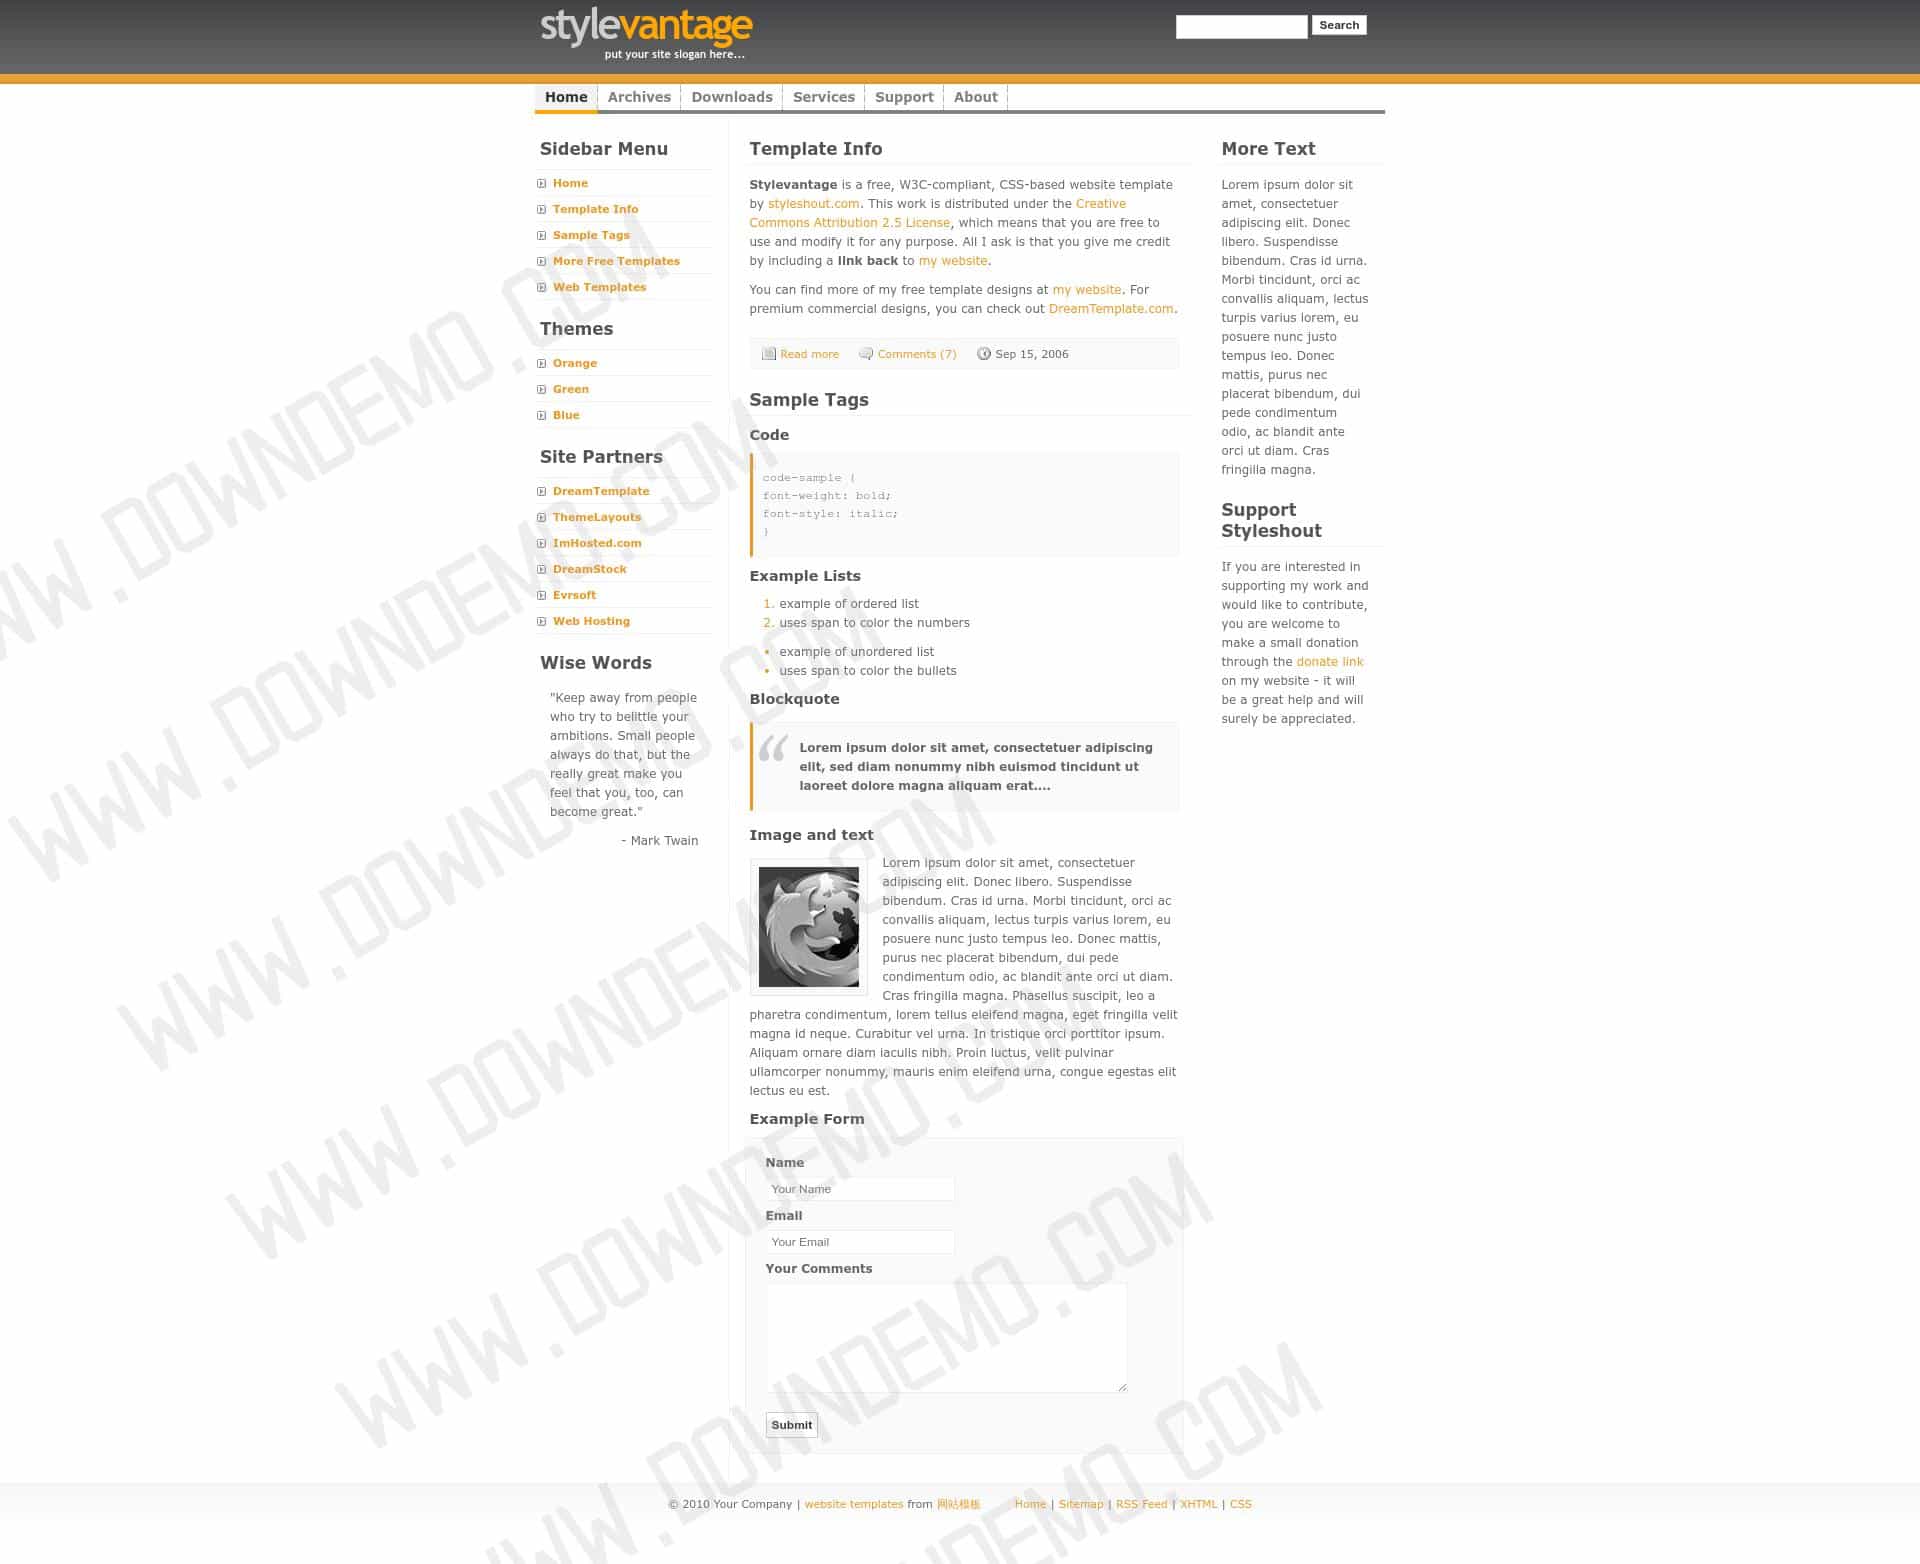 stylevantage
put your site slogan here...
Search
Home
Archives
Downloads
Services
Support
About
Sidebar Menu
Home
Template Info
Sample Tags
More Free Templates
Web Templates
Themes
Orange
Green
Blue
Site Partners
DreamTemplate
ThemeLayouts
ImHosted.com
DreamStock
Evrsoft
Web Hosting
Wise Words
"Keep away from people
who try to belittle your
ambitions. Small people
always do that, but the
really great make you
feel that you, too, can
become great."
- Mark Twain
Template Info
Stylevantage is a free, W3C-compliant, CSS-based website template
by styleshout.com. This work is distributed under the Creative
Commons Attribution 2.5 License, which means that you are free to
use and modify it for any purpose. All I ask is that you give me credit
by including a link back to my website.
You can find more of my free template designs at my website. For
premium commercial designs, you can check out DreamTemplate.com.
Read more
Comments (7)
Sep 15, 2006
Sample Tags
Code
code-sample {
font-weight: bold;
font-style: italic;
}
Example Lists
1. example of ordered list
2. uses span to color the numbers
• example of unordered list
• uses span to color the bullets
Blockquote
“ Lorem ipsum dolor sit amet, consectetuer adipiscing
elit, sed diam nonummy nibh euismod tincidunt ut
laoreet dolore magna aliquam erat....
Image and text
Lorem ipsum dolor sit amet, consectetuer
adipiscing elit. Donec libero. Suspendisse
bibendum. Cras id urna. Morbi tincidunt, orci ac
convallis aliquam, lectus turpis varius lorem, eu
posuere nunc justo tempus leo. Donec mattis,
purus nec placerat bibendum, dui pede
condimentum odio, ac blandit ante orci ut diam.
Cras fringilla magna. Phasellus suscipit, leo a
pharetra condimentum, lorem tellus eleifend magna, eget fringilla velit
magna id neque. Curabitur vel urna. In tristique orci porttitor ipsum.
Aliquam ornare diam iaculis nibh. Proin luctus, velit pulvinar
ullamcorper nonummy, mauris enim eleifend urna, congue egestas elit
lectus eu est.
Example Form
Name
Your Name
Email
Your Email
Your Comments
Submit
More Text
Lorem ipsum dolor sit
amet, consectetuer
adipiscing elit. Donec
libero. Suspendisse
bibendum. Cras id urna.
Morbi tincidunt, orci ac
convallis aliquam, lectus
turpis varius lorem, eu
posuere nunc justo
tempus leo. Donec
mattis, purus nec
placerat bibendum, dui
pede condimentum
odio, ac blandit ante
orci ut diam. Cras
fringilla magna.
Support
Styleshout
If you are interested in
supporting my work and
would like to contribute,
you are welcome to
make a small donation
through the donate link
on my website - it will
be a great help and will
surely be appreciated.
© 2010 Your Company | website templates from 网站模板
Home | Sitemap | RSS Feed | XHTML | CSS
WWW.DOWNDEMO.COM
WWW.DOWNDEMO.COM
WWW.DOWNDEMO.COM
WWW.DOWNDEMO.COM
WWW.DOWNDEMO.COM
WWW.DOWNDEMO.COM
DEMO.COM